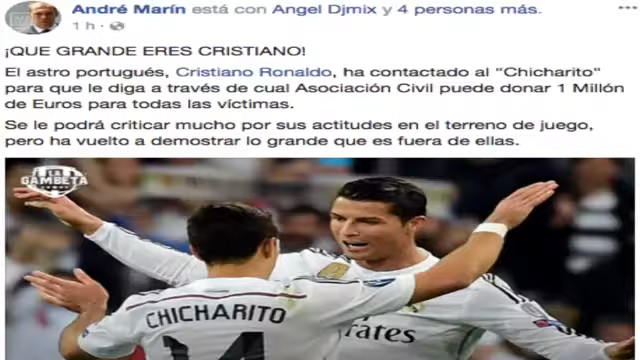 André Marín está con Angel Djmix y 4 personas más.
1 h ·
¡QUE GRANDE ERES CRISTIANO!
El astro portugués, Cristiano Ronaldo, ha contactado al "Chicharito"
para que le diga a través de cual Asociación Civil puede donar 1 Millón
de Euros para todas las víctimas.
Se le podrá criticar mucho por sus actitudes en el terreno de juego,
pero ha vuelto a demostrar lo grande que es fuera de ellas.
LA
GAMBETA
CHICHARITO
14
irates